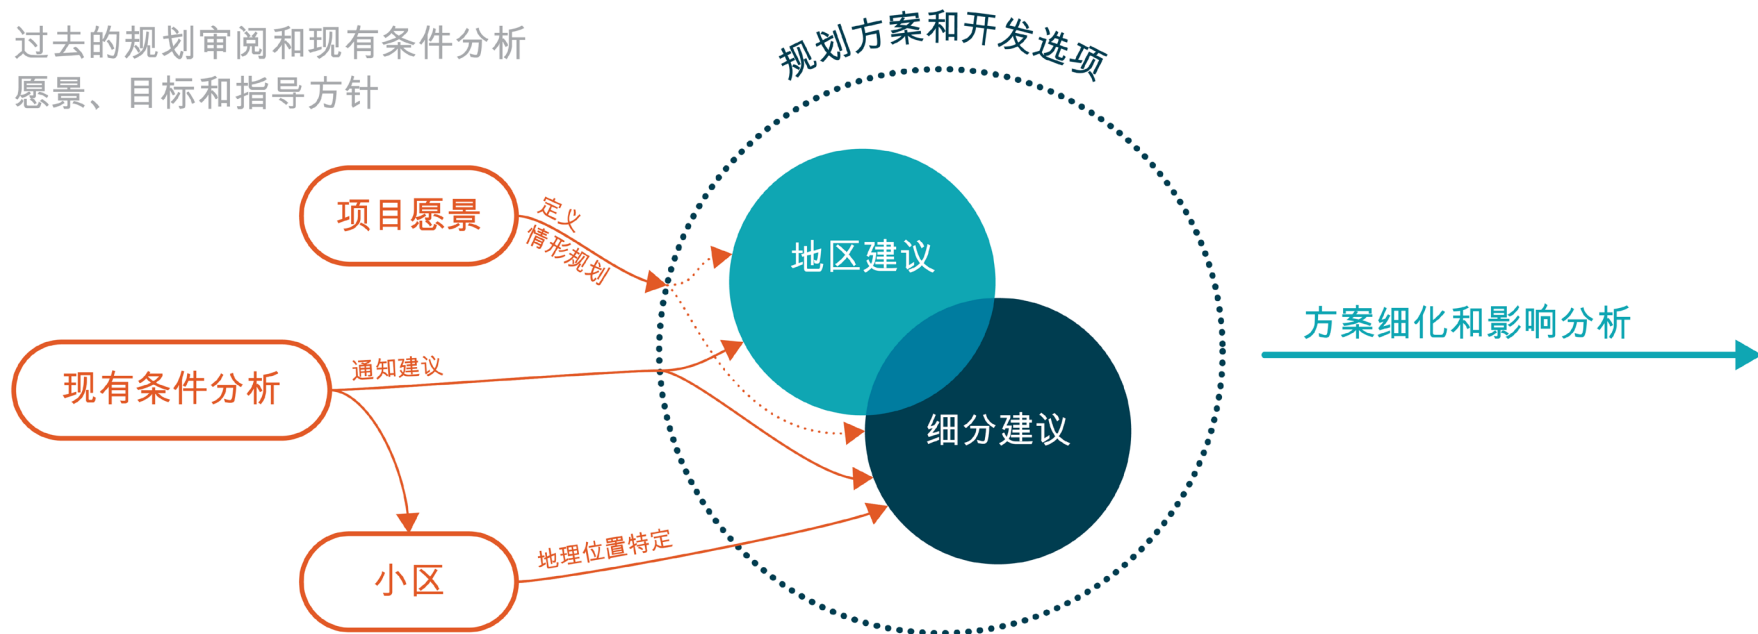 过去的规划审阅和现有条件分析
愿景、目标和指导方针
规划方案和开发选项
项目愿景
定义
情形规划
地区建议
方案细化和影响分析
通知建议
现有条件分析
细分建议
地理位置特定
小区